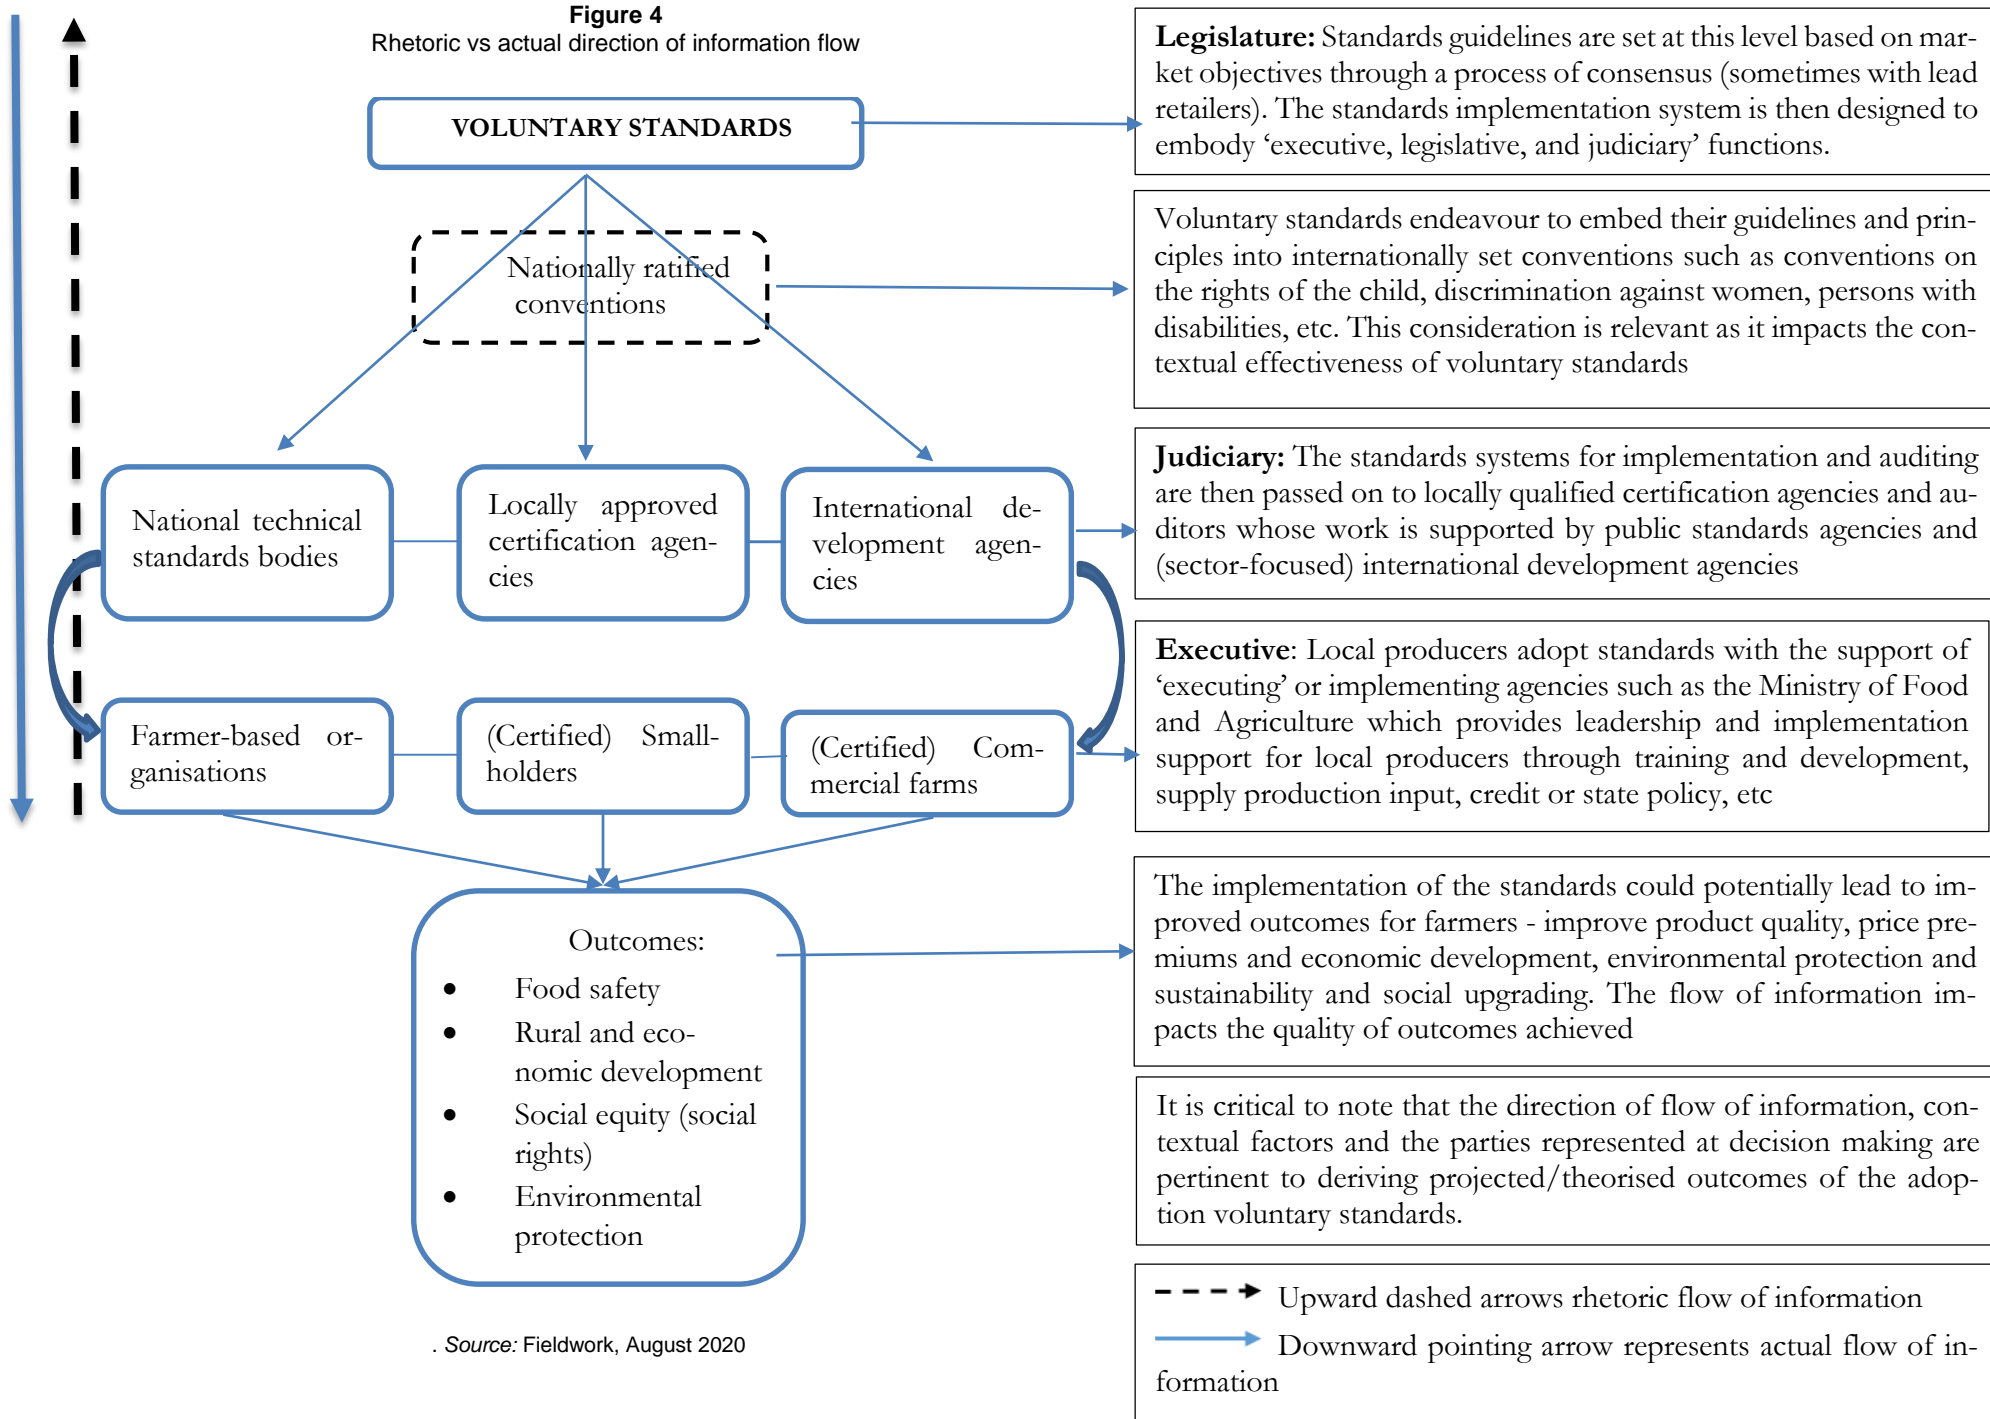 Figure 4
Rhetoric vs actual direction of information flow
VOLUNTARY STANDARDS
Nationally ratified
conventions
National technical
standards bodies
Locally approved
certification agen-
cies
International de-
velopment agen-
cies
Farmer-based or-
ganisations
(Certified) Small-
holders
(Certified) Com-
mercial farms
Outcomes:
• Food safety
• Rural and eco-
nomic development
• Social equity (social
rights)
• Environmental
protection
. Source: Fieldwork, August 2020
Legislature: Standards guidelines are set at this level based on mar-
ket objectives through a process of consensus (sometimes with lead
retailers). The standards implementation system is then designed to
embody ‘executive, legislative, and judiciary’ functions.
Voluntary standards endeavour to embed their guidelines and prin-
ciples into internationally set conventions such as conventions on
the rights of the child, discrimination against women, persons with
disabilities, etc. This consideration is relevant as it impacts the con-
textual effectiveness of voluntary standards
Judiciary: The standards systems for implementation and auditing
are then passed on to locally qualified certification agencies and au-
ditors whose work is supported by public standards agencies and
(sector-focused) international development agencies
Executive: Local producers adopt standards with the support of
‘executing’ or implementing agencies such as the Ministry of Food
and Agriculture which provides leadership and implementation
support for local producers through training and development,
supply production input, credit or state policy, etc
The implementation of the standards could potentially lead to im-
proved outcomes for farmers - improve product quality, price pre-
miums and economic development, environmental protection and
sustainability and social upgrading. The flow of information im-
pacts the quality of outcomes achieved
It is critical to note that the direction of flow of information, con-
textual factors and the parties represented at decision making are
pertinent to deriving projected/theorised outcomes of the adop-
tion voluntary standards.
Upward dashed arrows rhetoric flow of information
Downward pointing arrow represents actual flow of in-
formation